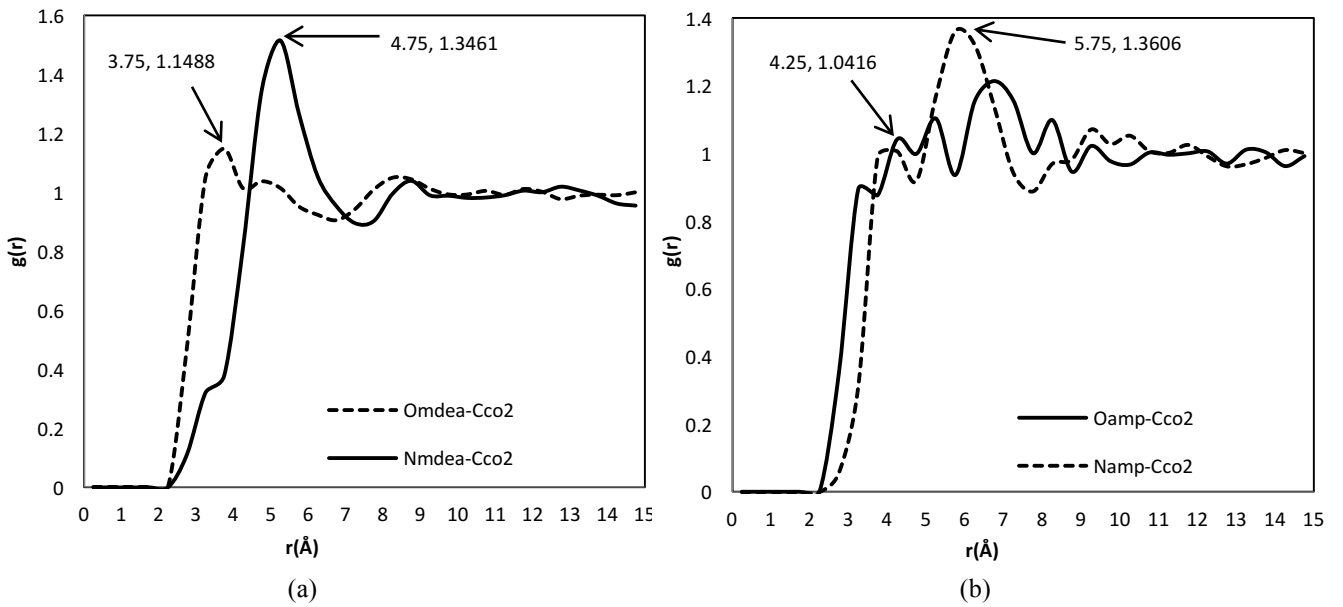 1.6
1.4
1.2
1
0.8
0.6
0.4
0.2
0
g(r)
3.75, 1.1488
4.75, 1.3461
Omdea-Cco2
Nmdea-Cco2
0 1 2 3 4 5 6 7 8 9 10 11 12 13 14 15
r(Å)
(a)
1.4
1.2
1
0.8
0.6
0.4
0.2
0
g(r)
4.25, 1.0416
5.75, 1.3606
Oamp-Cco2
Namp-Cco2
0 1 2 3 4 5 6 7 8 9 10 11 12 13 14 15
r(Å)
(b)